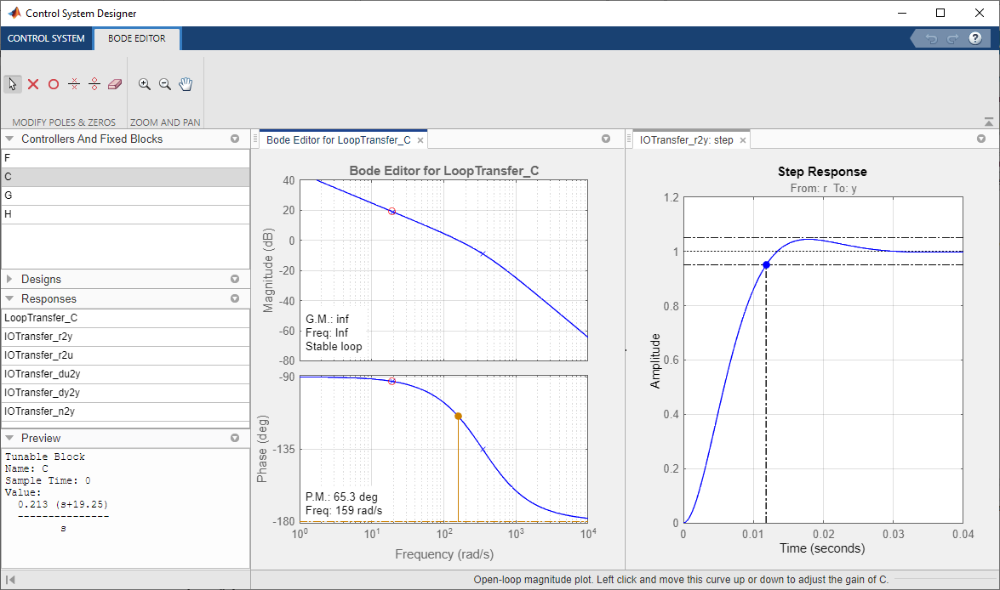 Control System Designer
CONTROL SYSTEM
BODE EDITOR
?
MODIFY POLES & ZEROS
ZOOM AND PAN
Controllers And Fixed Blocks
F
C
G
H
Designs
Responses
LoopTransfer_C
IOTransfer_r2y
IOTransfer_r2u
IOTransfer_du2y
IOTransfer_dy2y
IOTransfer_n2y
Preview
Tunable Block
Name: C
Sample Time: 0
Value:
0.213 (s+19.25)
---------------
s
Bode Editor for LoopTransfer_C
Bode Editor for LoopTransfer_C
Magnitude (dB)
40
20
0
-20
-40
-60
-80
G.M.: inf
Freq: Inf
Stable loop
Phase (deg)
-90
-135
-180
P.M.: 65.3 deg
Freq: 159 rad/s
10^0
10^1
10^2
10^3
10^4
Frequency (rad/s)
IOTransfer_r2y: step
Step Response
From: r To: y
Amplitude
1.2
1
0.8
0.6
0.4
0.2
0
0
0.01
0.02
0.03
0.04
Time (seconds)
Open-loop magnitude plot. Left click and move this curve up or down to adjust the gain of C.